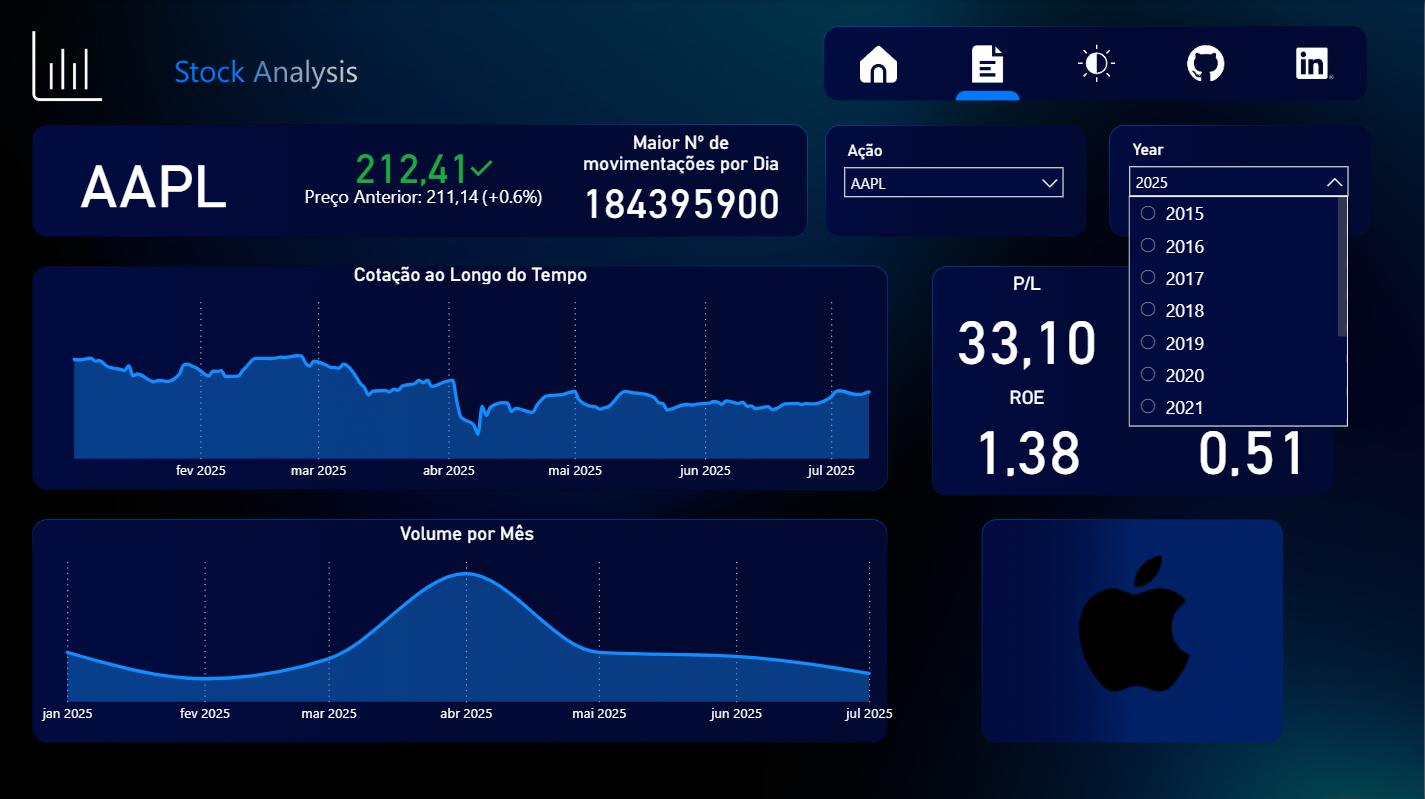 Stock Analysis
in
AAPL
212,41
Preço Anterior: 211,14 (+0.6%)
Maior Nº de
movimentações por Dia
184395900
Ação
AAPL
Year
2025
2015
2016
2017
2018
2019
2020
2021
Cotação ao Longo do Tempo
fev 2025
mar 2025
abr 2025
mai 2025
jun 2025
jul 2025
P/L
33,10
ROE
1,38
0,51
Volume por Mês
jan 2025
fev 2025
mar 2025
abr 2025
mai 2025
jun 2025
jul 2025